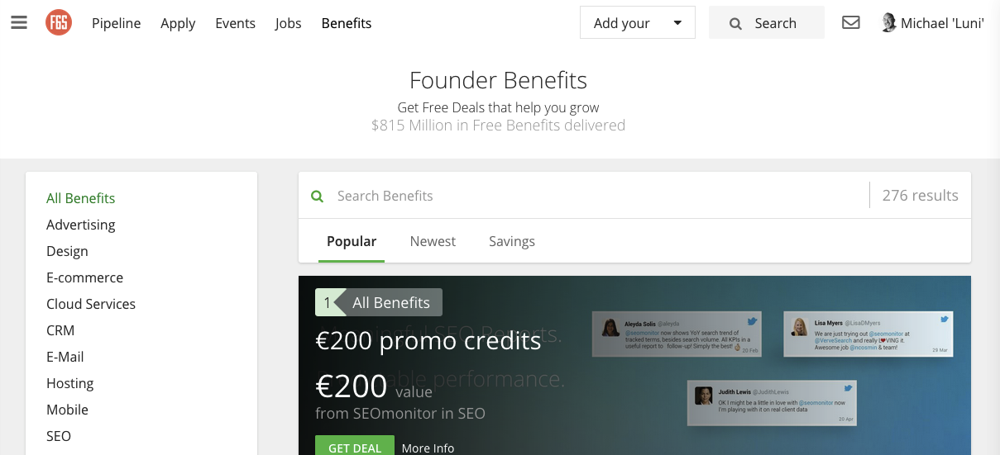 FGS Pipeline Apply Events Jobs Benefits Add your Search Michael 'Luni'
Founder Benefits
Get Free Deals that help you grow
$815 Million in Free Benefits delivered
All Benefits
Advertising
Design
E-commerce
Cloud Services
CRM
E-Mail
Hosting
Mobile
SEO
Search Benefits 276 results
Popular Newest Savings
1 All Benefits
€200 promo credits
€200 value
from SEOmonitor in SEO
GET DEAL More Info
SEO Reports.
performance.
Aleyda Solis @aleyda
@seomonitor now shows YoY search trend of
tracked terms, besides search volume. All KPIs in a
useful report to follow-up! Simply the best!
20 Feb
Lisa Myers @LisaDMyers
We are just trying out @seomonitor at
@VerveSearch and really L❤VING it.
Awesome job @ncosmin & team!
29 Mar
Judith Lewis @JudithLewis
OK I might be a little in love with @seomonitor now
I'm playing with it on real client data
20 Apr